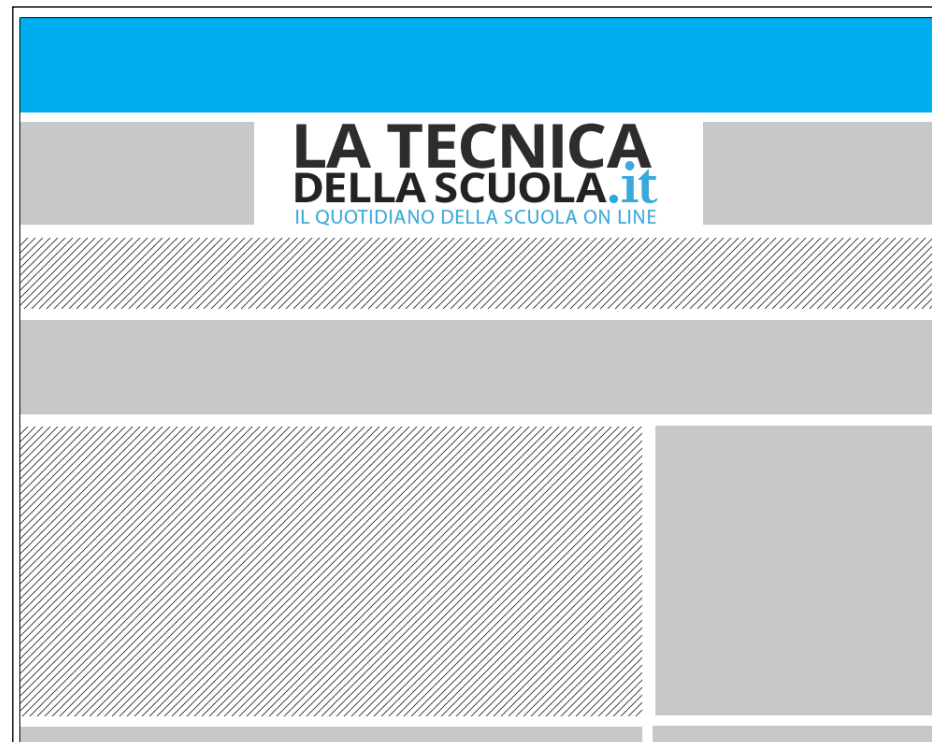 LA TECNICA
DELLA SCUOLA.it
IL QUOTIDIANO DELLA SCUOLA ON LINE